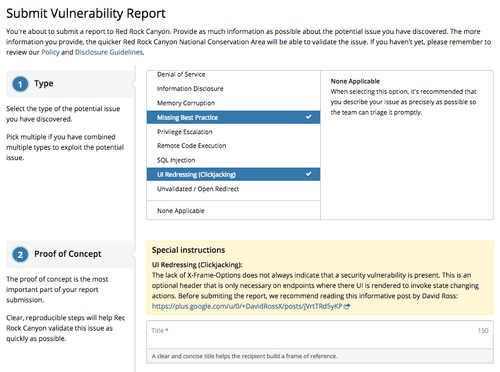 Submit Vulnerability Report
You're about to submit a report to Red Rock Canyon. Provide as much information as possible about the potential issue you have discovered. The more
information you provide, the quicker Red Rock Canyon National Conservation Area will be able to validate the issue. If you haven't yet, please remember to
review our Policy and Disclosure Guidelines.
1 Type
Select the type of the potential issue
you have discovered.
Pick multiple if you have combined
multiple types to exploit the potential
issue.
Denial of Service
Information Disclosure
Memory Corruption
Missing Best Practice
Privilege Escalation
Remote Code Execution
SQL Injection
UI Redressing (Clickjacking)
Unvalidated / Open Redirect
None Applicable
None Applicable
When selecting this option, it's recommended that
you describe your issue as precisely as possible so
the team can triage it promptly.
2 Proof of Concept
The proof of concept is the most
important part of your report
submission.
Clear, reproducible steps will help Red
Rock Canyon validate this issue as
quickly as possible.
Special instructions
UI Redressing (Clickjacking):
The lack of X-Frame-Options does not always indicate that a security vulnerability is present. This is an
optional header that is only necessary on endpoints where there UI is rendered to invoke state changing
actions. Before submiting the report, we recommend reading this informative post by David Ross:
https://plus.google.com/u/0/+DavidRossX/posts/jVrtTRd5yKP
Title * 150
A clear and concise title helps the recipient build a frame of reference.